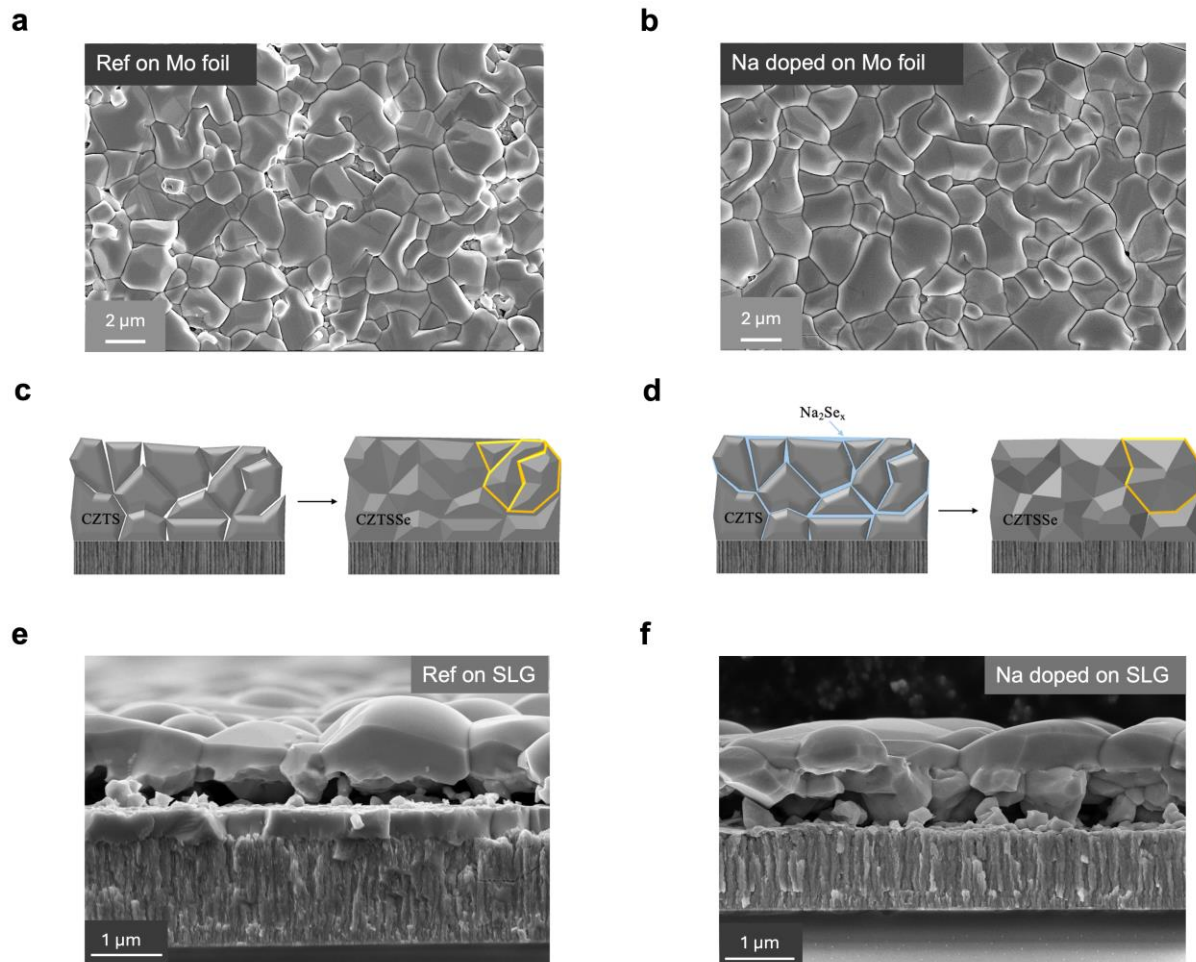 a
Ref on Mo foil
2 µm
b
Na doped on Mo foil
2 µm
c
CZTS
CZTSSe
d
Na₂Seₓ
CZTS
CZTSSe
e
Ref on SLG
1 µm
f
Na doped on SLG
1 µm